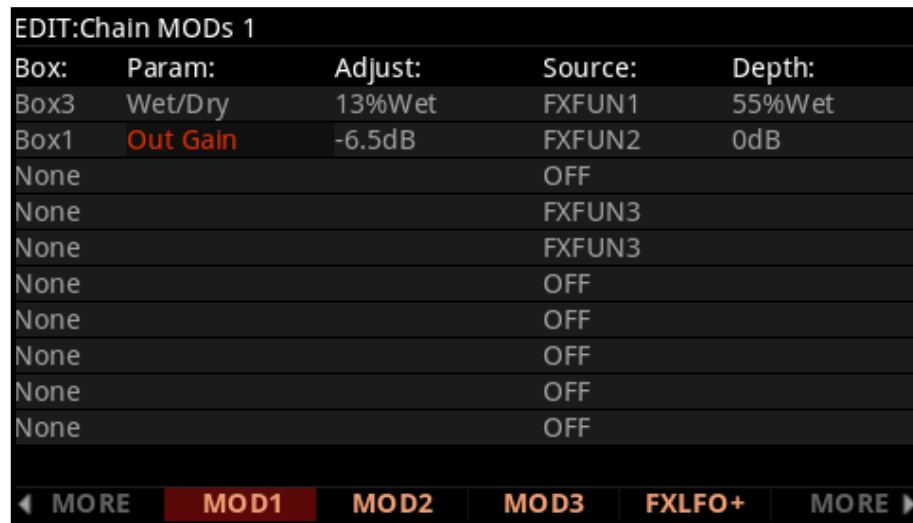 EDIT:Chain MODs 1
Box: Param: Adjust: Source: Depth:
Box3 Wet/Dry 13%Wet FXFUN1 55%Wet
Box1 Out Gain -6.5dB FXFUN2 0dB
None OFF
None FXFUN3
None FXFUN3
None OFF
None OFF
None OFF
None OFF
None OFF
MORE MOD1 MOD2 MOD3 FXLFO+ MORE